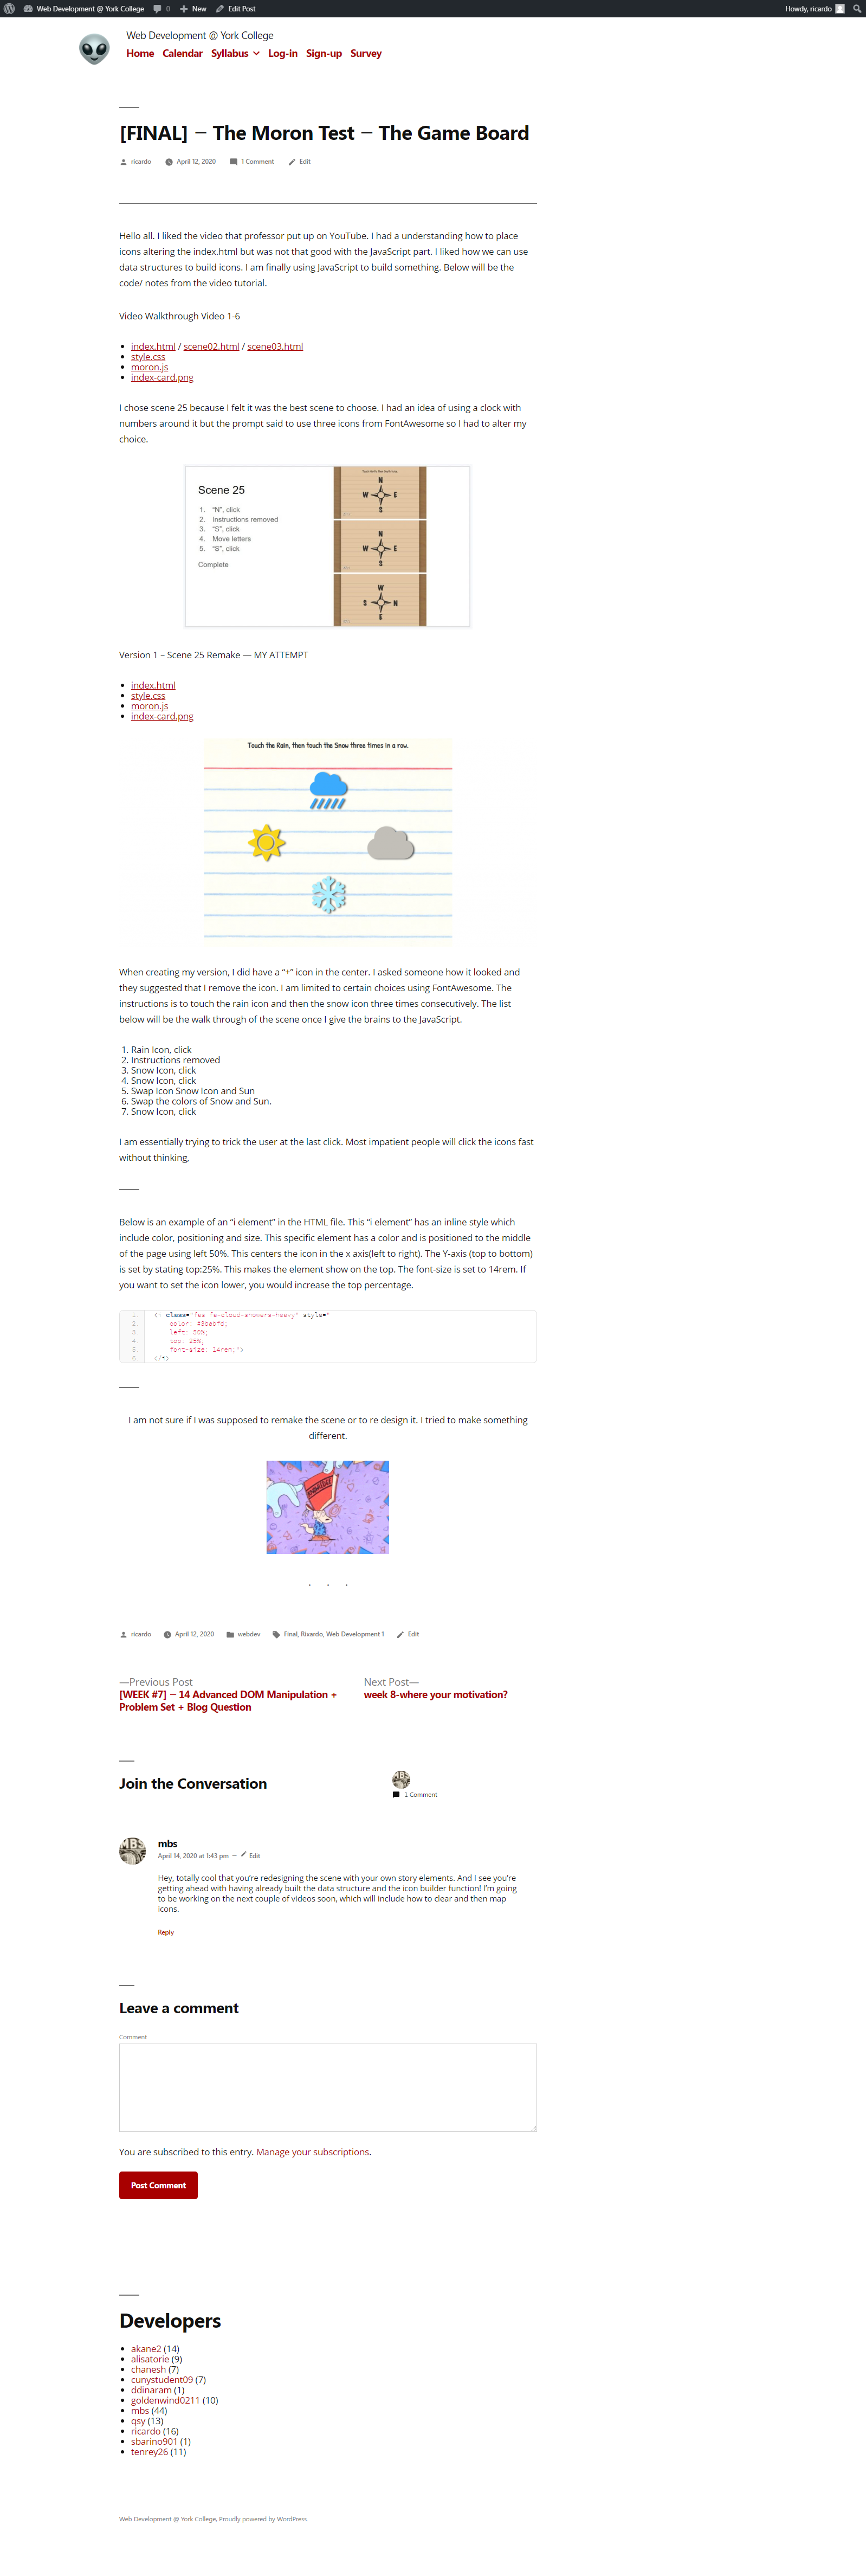 Web Development @ York College 0 New Edit Post Howdy, ricardo
Web Development @ York College
Home Calendar Syllabus Log-in Sign-up Survey
[FINAL] – The Moron Test – The Game Board
ricardo April 12, 2020 1 Comment Edit
Hello all. I liked the video that professor put up on YouTube. I had a understanding how to place
icons altering the index.html but was not that good with the JavaScript part. I liked how we can use
data structures to build icons. I am finally using JavaScript to build something. Below will be the
code/ notes from the video tutorial.
Video Walkthrough Video 1-6
index.html / scene02.html / scene03.html
style.css
moron.js
index-card.png
I chose scene 25 because I felt it was the best scene to choose. I had an idea of using a clock with
numbers around it but the prompt said to use three icons from FontAwesome so I had to alter my
choice.
Scene 25
1. "N", click
2. Instructions removed
3. "S", click
4. Move letters
5. "S", click
Complete
N
W E
S
N
W E
S
W
S N
E
Version 1 – Scene 25 Remake — MY ATTEMPT
index.html
style.css
moron.js
index-card.png
Touch the Rain, then touch the Snow three times in a row.
When creating my version, I did have a “+” icon in the center. I asked someone how it looked and
they suggested that I remove the icon. I am limited to certain choices using FontAwesome. The
instructions is to touch the rain icon and then the snow icon three times consecutively. The list
below will be the walk through of the scene once I give the brains to the JavaScript.
1. Rain Icon, click
2. Instructions removed
3. Snow Icon, click
4. Snow Icon, click
5. Swap Icon Snow Icon and Sun
6. Swap the colors of Snow and Sun.
7. Snow Icon, click
I am essentially trying to trick the user at the last click. Most impatient people will click the icons fast
without thinking,
Below is an example of an “i element” in the HTML file. This “i element” has an inline style which
include color, positioning and size. This specific element has a color and is positioned to the middle
of the page using left 50%. This centers the icon in the x axis(left to right). The Y-axis (top to bottom)
is set by stating top:25%. This makes the element show on the top. The font-size is set to 14rem. If
you want to set the icon lower, you would increase the top percentage.
1. <i class="fas fa-cloud-showers-heavy" style="
2. color:
3. left: 50%;
4. top: 25%;
5. font-size: 14rem;">
6. </i>
I am not sure if I was supposed to remake the scene or to re design it. I tried to make something
different.
KNOWLEDGE
. . .
ricardo April 12, 2020 webdev Final, Rixardo, Web Development 1 Edit
—Previous Post
[WEEK #7] – 14 Advanced DOM Manipulation +
Problem Set + Blog Question
Next Post—
week 8-where your motivation?
Join the Conversation
1 Comment
mbs
April 14, 2020 at 1:43 pm – Edit
Hey, totally cool that you’re redesigning the scene with your own story elements. And I see you’re
getting ahead with having already built the data structure and the icon builder function! I’m going
to be working on the next couple of videos soon, which will include how to clear and then map
icons.
Reply
Leave a comment
Comment
You are subscribed to this entry. Manage your subscriptions.
Post Comment
Developers
akane2 (14)
alisatorie (9)
chanesh (7)
cunystudent09 (7)
ddinaram (1)
goldenwind0211 (10)
mbs (44)
qsy (13)
ricardo (16)
sbarino901 (1)
tenrey26 (11)
Web Development @ York College, Proudly powered by WordPress.